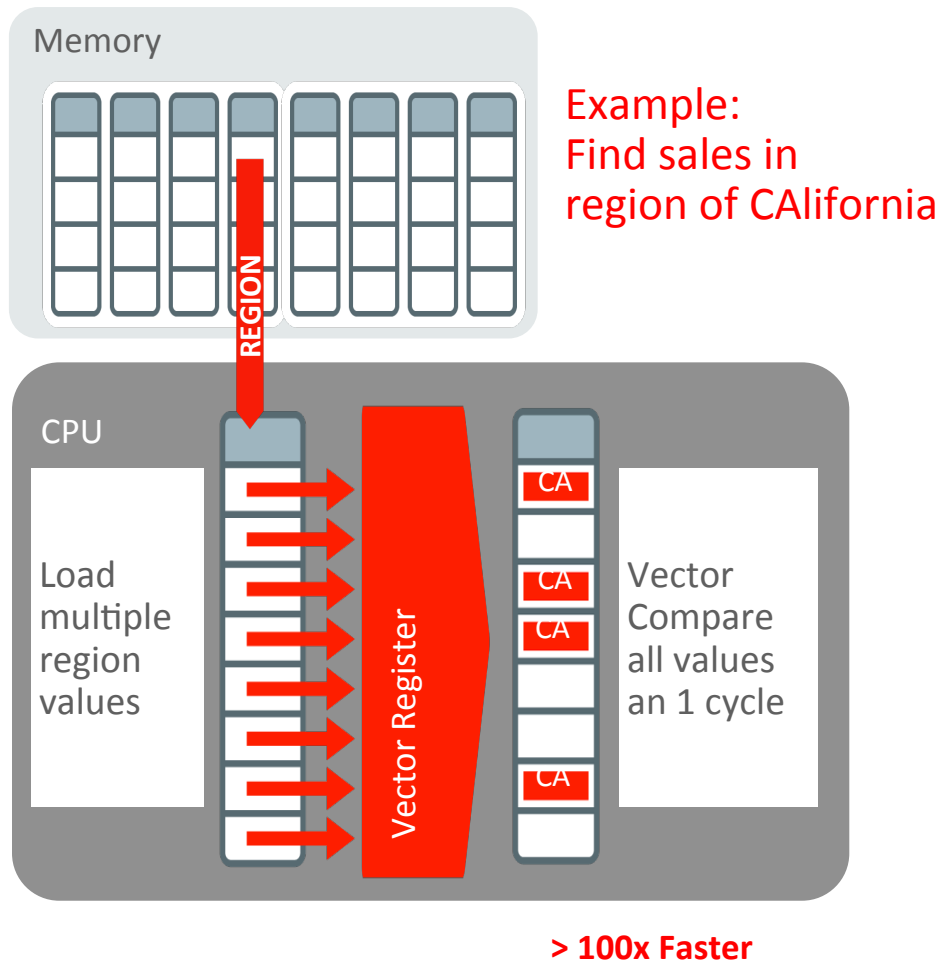 Memory
Example:
Find sales in
region of CAlifornia
REGION
CPU
Load
multiple
region
values
Vector Register
CA
CA
CA
CA
Vector
Compare
all values
an 1 cycle
> 100x Faster